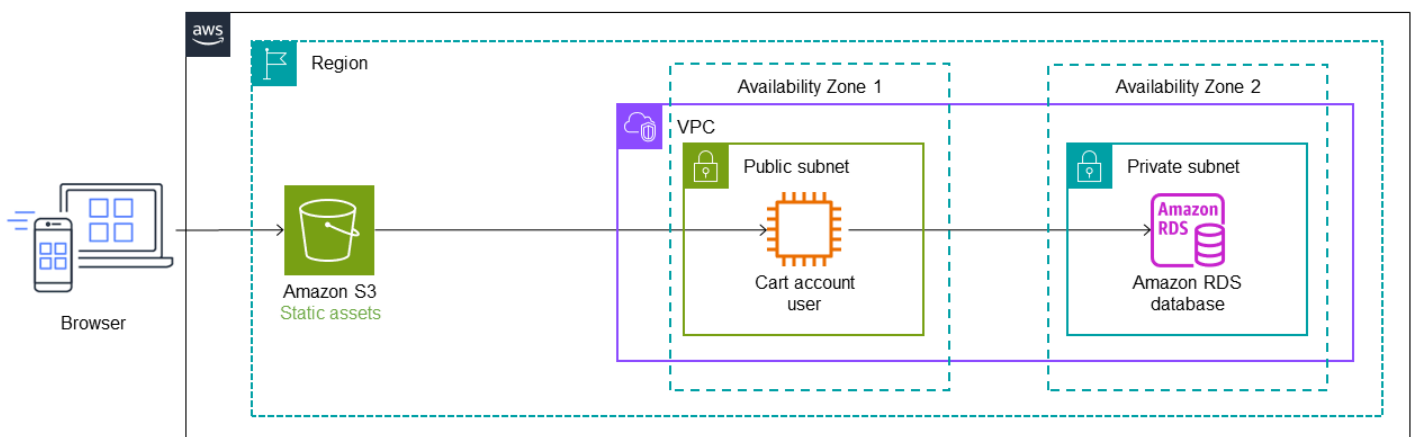 aws
Region
Availability Zone 1
Availability Zone 2
VPC
Public subnet
Private subnet
Amazon
RDS
Cart account
user
Amazon RDS
database
Amazon S3
Static assets
Browser